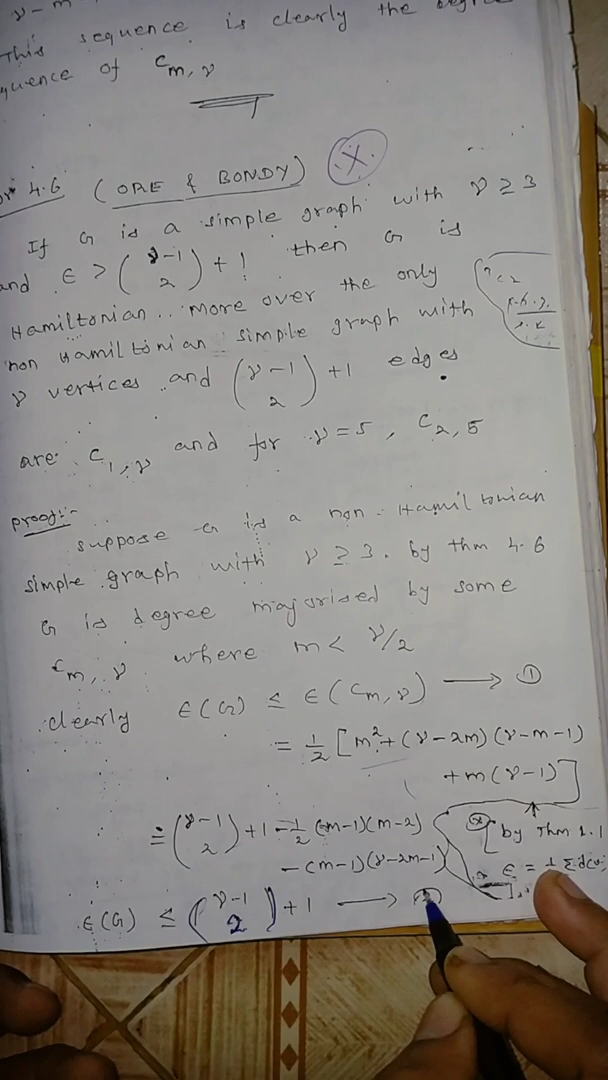 γ - m
This sequence is clearly the degree
quence of C_{m, γ}
4.6 (ORE & BONDY) (X)
If G is a simple graph with γ ≥ 3
and ε > (γ-1 2) + 1 then G is
Hamiltonian.. more over the only
non Hamiltonian simple graph with
γ vertices and (γ-1 2) + 1 edges
are C_{1, γ} and for γ = 5, C_{2, 5}
proof:-
suppose G is a non-Hamiltonian
simple graph with γ ≥ 3. by thm 4.6
G is degree majorised by some
C_{m, γ} where m < γ/2
clearly ε(G) ≤ ε(C_{m, γ}) → ①
= 1/2 [m² + (γ-2m)(γ-m-1)
+ m(γ-1)]
= (γ-1 2) + 1 - 1/2 (m-1)(m-2)
- (m-1)(γ-2m-1)
[by Thm 1.1
ε = 1/2 Σ d(v)
ε(G) ≤ (γ-1 2) + 1 → ②